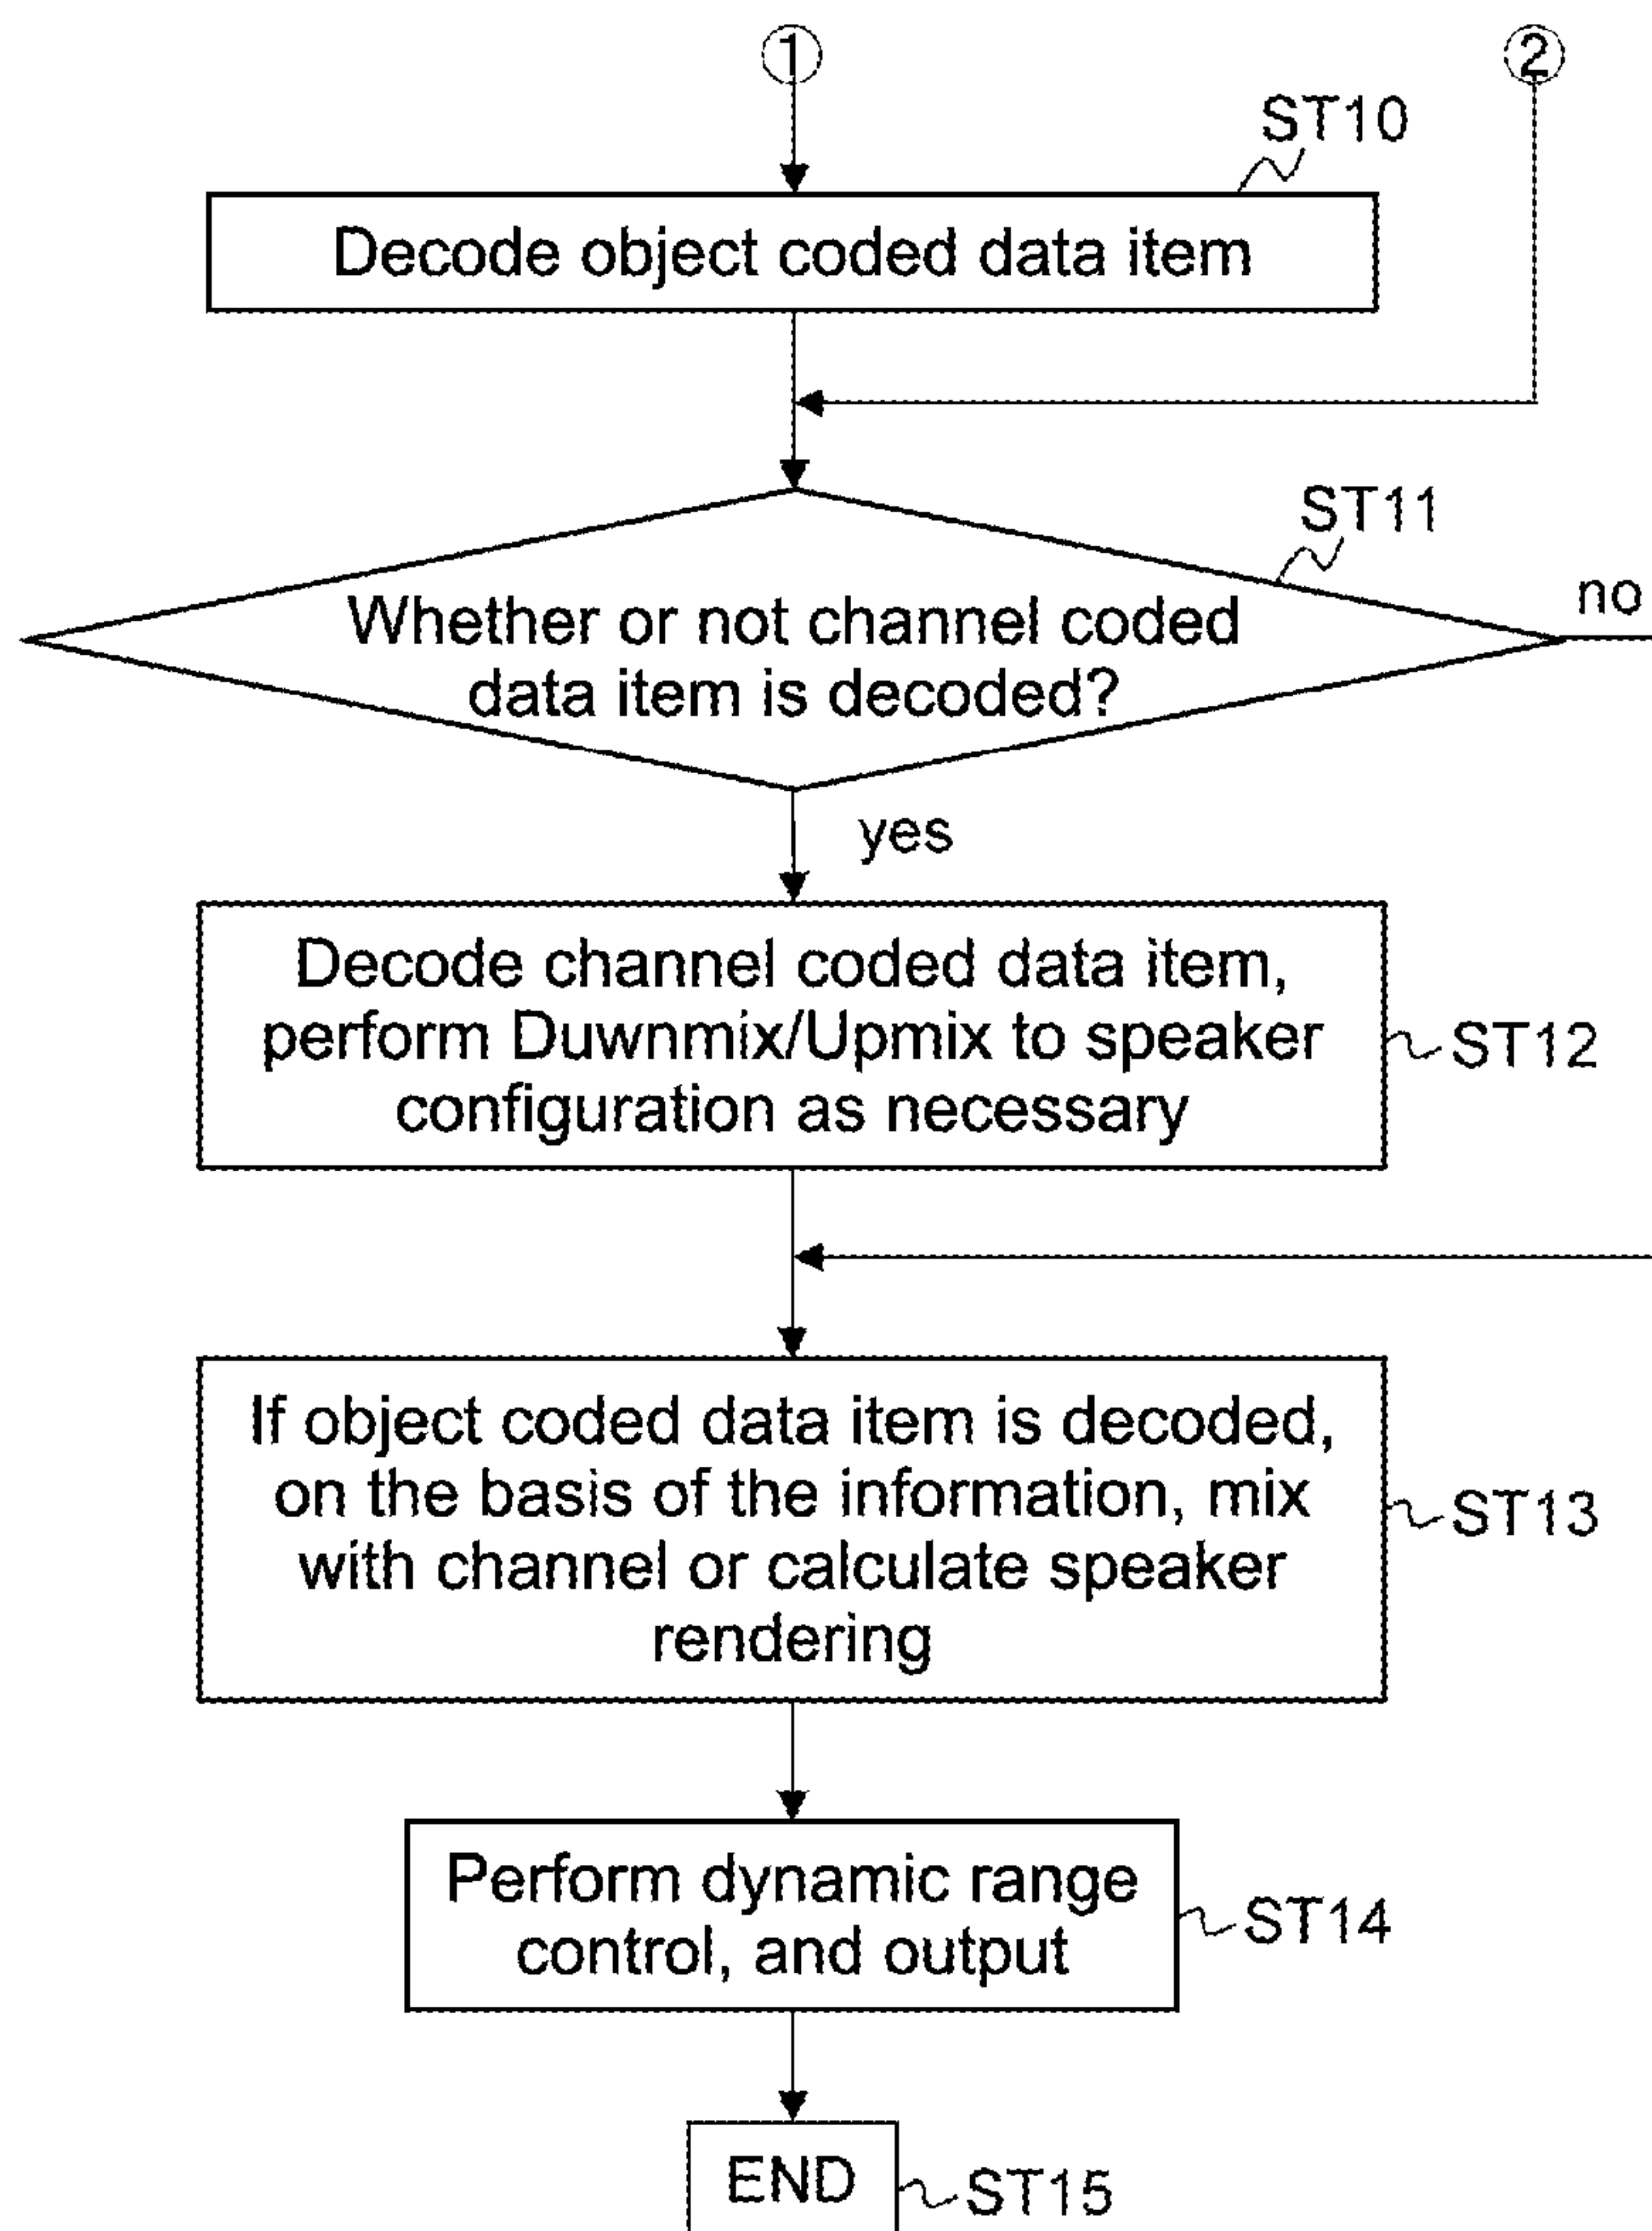 1
2
ST10
Decode object coded data item
ST11
no
Whether or not channel coded
data item is decoded?
yes
Decode channel coded data item,
perform Duwnmix/Upmix to speaker
configuration as necessary
ST12
If object coded data item is decoded,
on the basis of the information, mix
with channel or calculate speaker
rendering
ST13
Perform dynamic range
control, and output
ST14
END
ST15